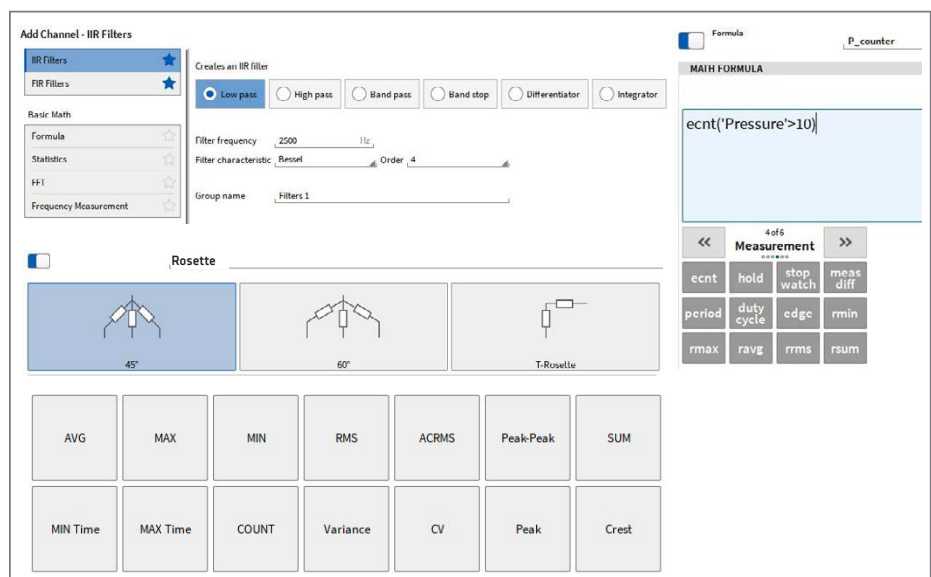 Add Channel - IIR Filters
IIR Filters
FIR Filters
Basic Math
Formula
Statistics
FFT
Frequency Measurement
Creates an IIR filter
Low pass
High pass
Band pass
Band stop
Differentiator
Integrator
Filter frequency 2500 Hz
Filter characteristic Bessel Order 4
Group name Filters 1
Formula P_counter
MATH FORMULA
ecnt('Pressure'>10)
<< 4 of 6 >>
Measurement
ecnt hold stop watch meas diff
period duty cycle edge rmin
rmax ravg rrms rsum
Rosette
45° 60° T-Rosette
AVG MAX MIN RMS ACRMS Peak-Peak SUM
MIN Time MAX Time COUNT Variance CV Peak Crest